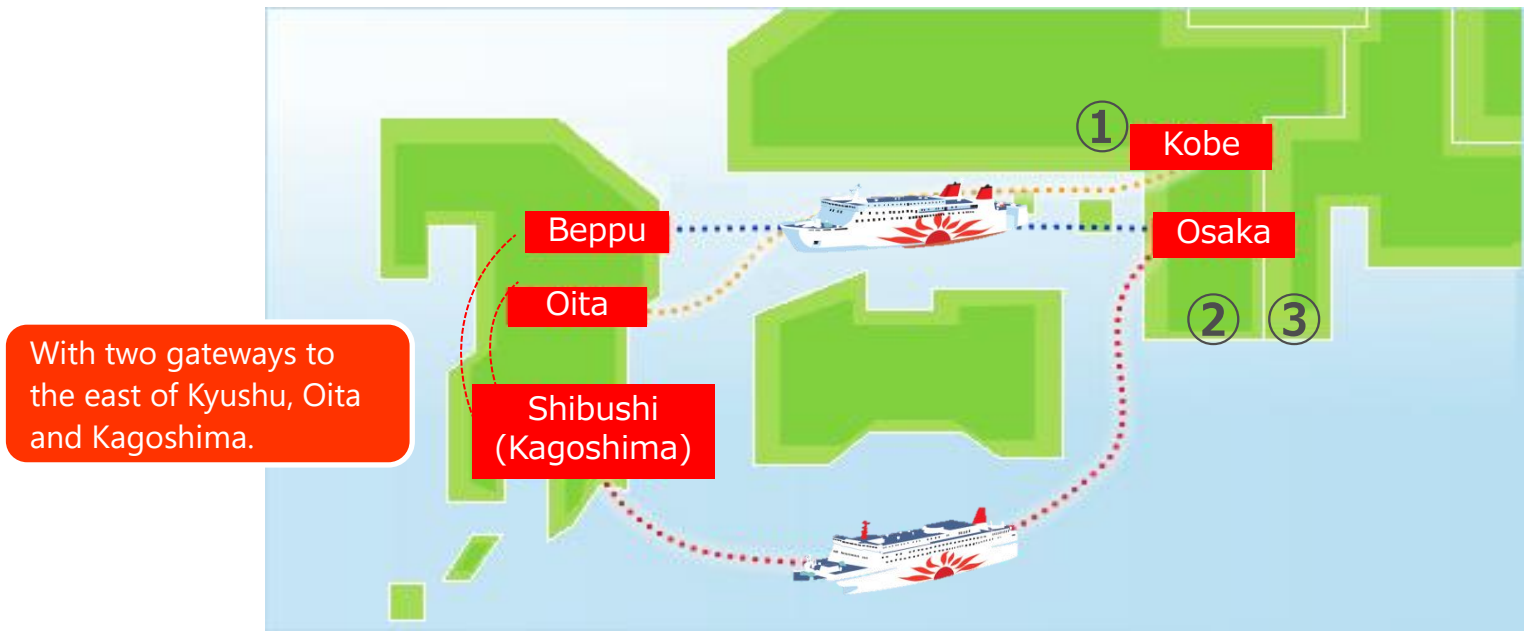 ①
Kobe
Beppu
Osaka
Oita
② ③
With two gateways to
the east of Kyushu, Oita
and Kagoshima.
Shibushi
(Kagoshima)